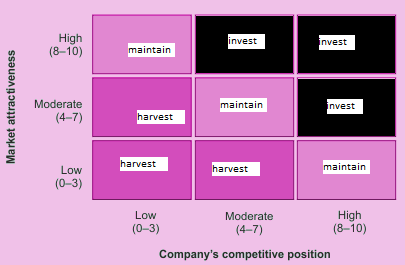 Market attractiveness
High
(8–10)
maintain
invest
invest
Moderate
(4–7)
harvest
maintain
invest
Low
(0–3)
harvest
harvest
maintain
Low
(0–3)
Moderate
(4–7)
High
(8–10)
Company's competitive position